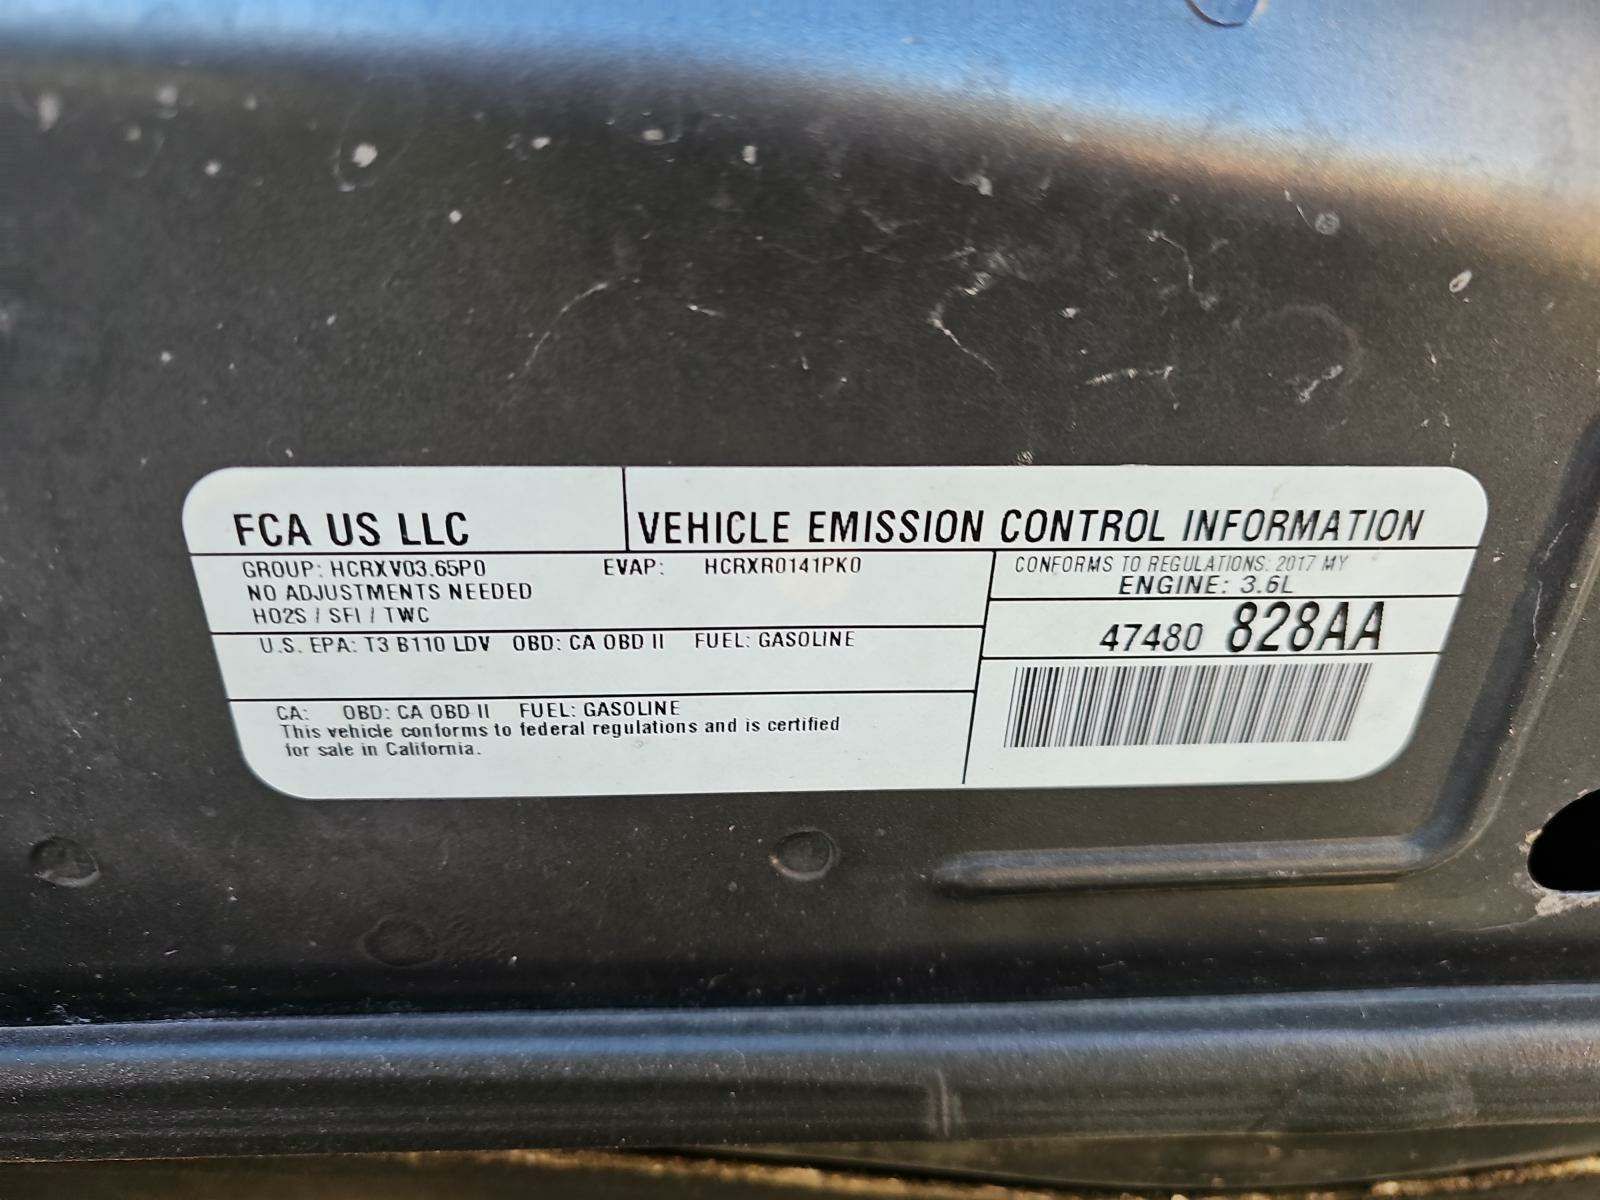 FCA US LLC
VEHICLE EMISSION CONTROL INFORMATION
GROUP: HCRXV03.65P0 EVAP: HCRXR0141PK0
NO ADJUSTMENTS NEEDED
HO2S / SFI / TWC
CONFORMS TO REGULATIONS: 2017 MY
ENGINE: 3.6L
U.S. EPA: T3 B110 LDV OBD: CA OBD II FUEL: GASOLINE
47480 828AA
CA: OBD: CA OBD II FUEL: GASOLINE
This vehicle conforms to federal regulations and is certified
for sale in California.